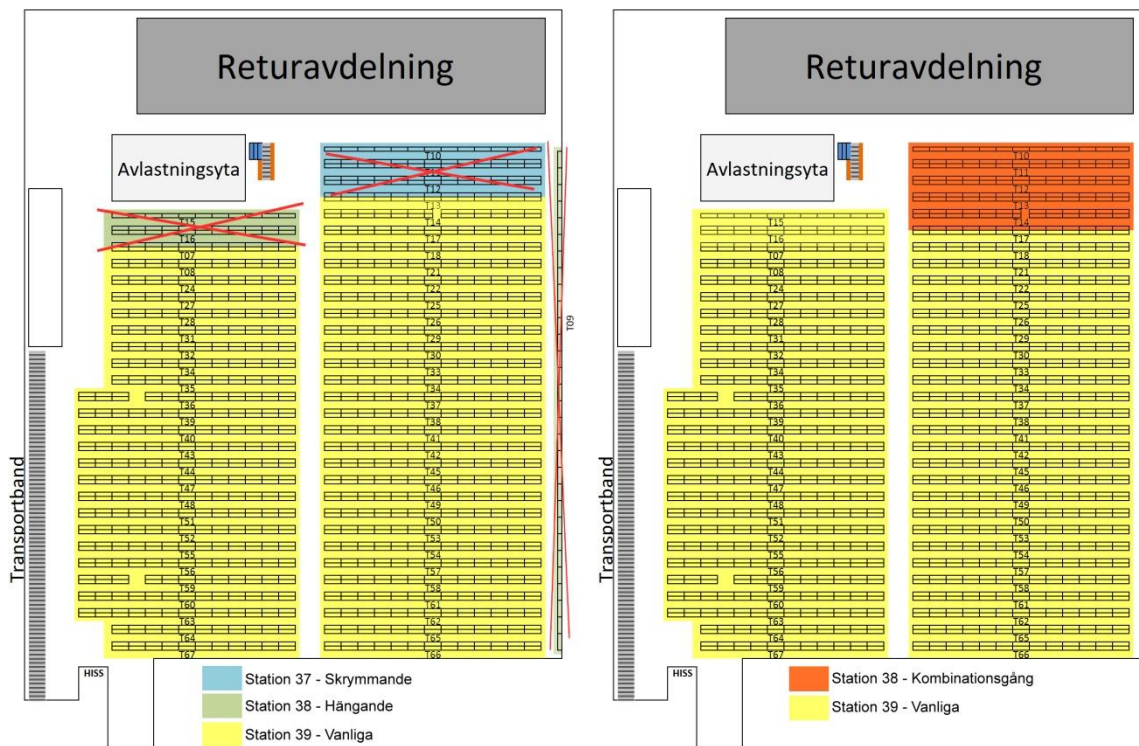 Returavdelning
Avlastningsyta
T15
T16
T07
T08
T24
T27
T28
T31
T32
T34
T35
T36
T39
T40
T43
T44
T47
T48
T51
T52
T55
T56
T59
T60
T63
T64
T67
T10
T12
T13
T14
T17
T18
T21
T22
T25
T26
T29
T30
T33
T34
T37
T38
T41
T42
T45
T46
T49
T50
T53
T54
T57
T58
T61
T62
T65
T66
T09
Transportband
HISS
Station 37 - Skrymmande
Station 38 - Hängande
Station 39 - Vanliga
Returavdelning
Avlastningsyta
T15
T16
T07
T08
T24
T27
T28
T31
T32
T34
T35
T36
T39
T40
T43
T44
T47
T48
T51
T52
T55
T56
T59
T60
T63
T64
T67
T10
T11
T12
T13
T14
T17
T18
T21
T22
T25
T26
T29
T30
T33
T34
T37
T38
T41
T42
T45
T46
T49
T50
T53
T54
T57
T58
T61
T62
T65
T66
Transportband
HISS
Station 38 - Kombinationsgång
Station 39 - Vanliga